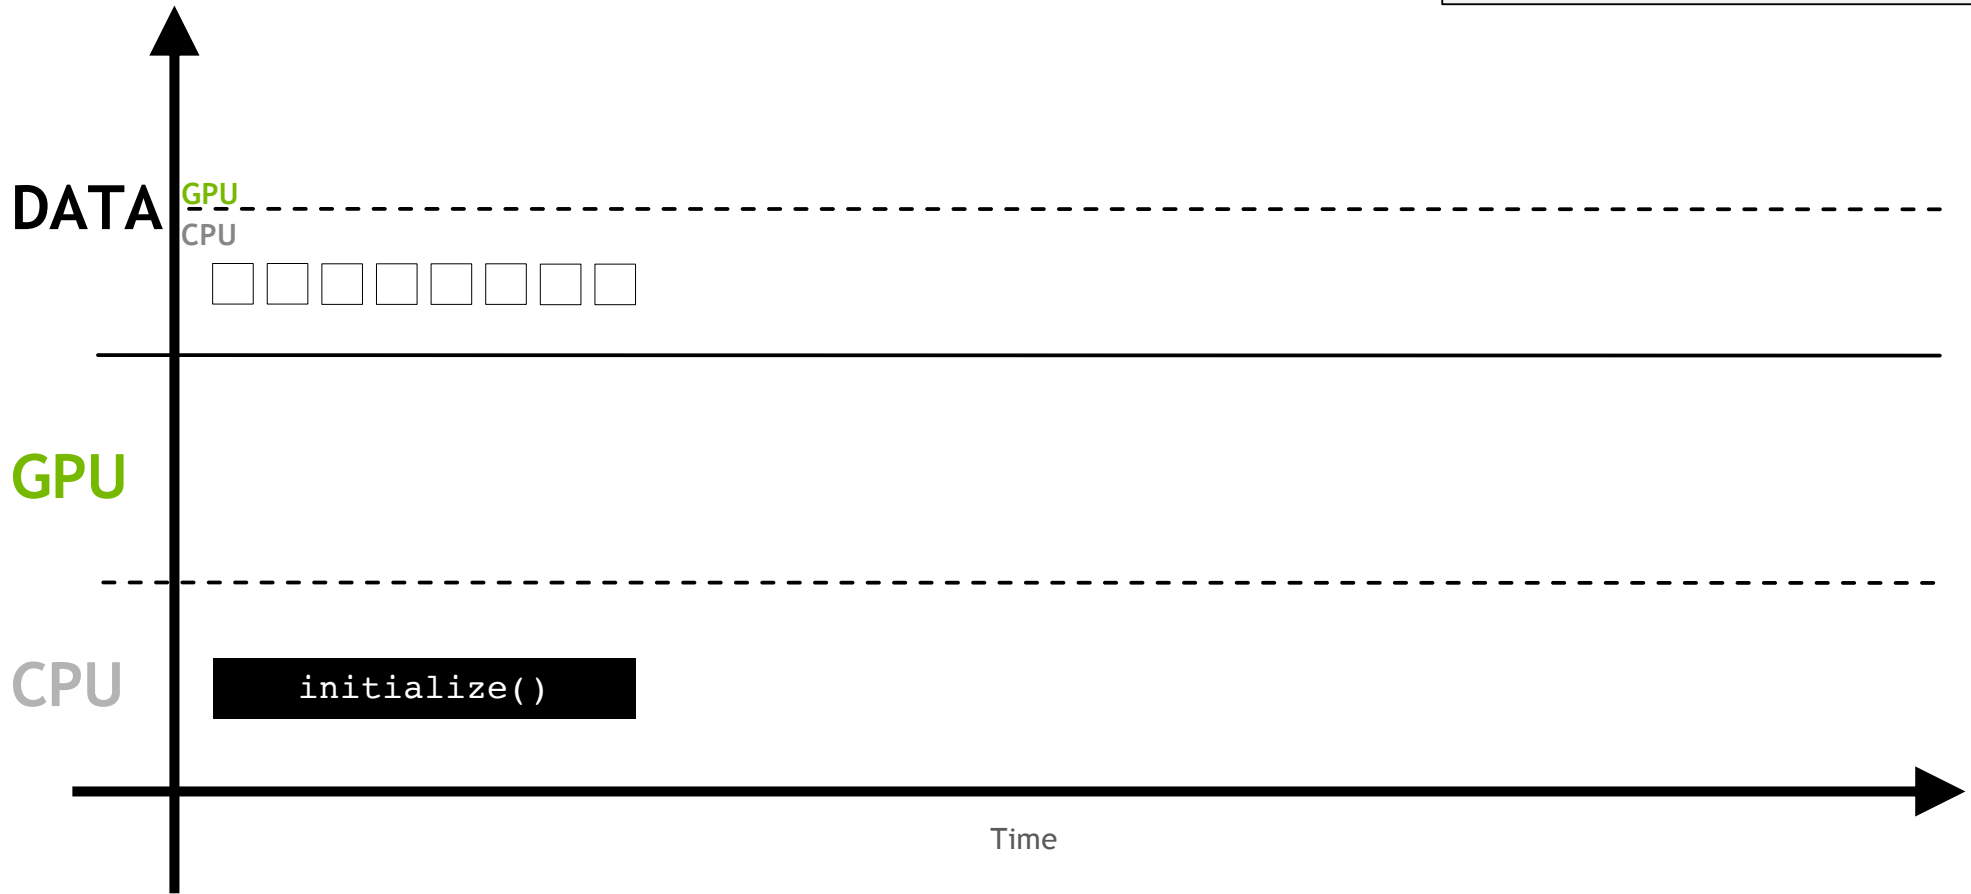 DATA
GPU
CPU
GPU
CPU
initialize()
Time